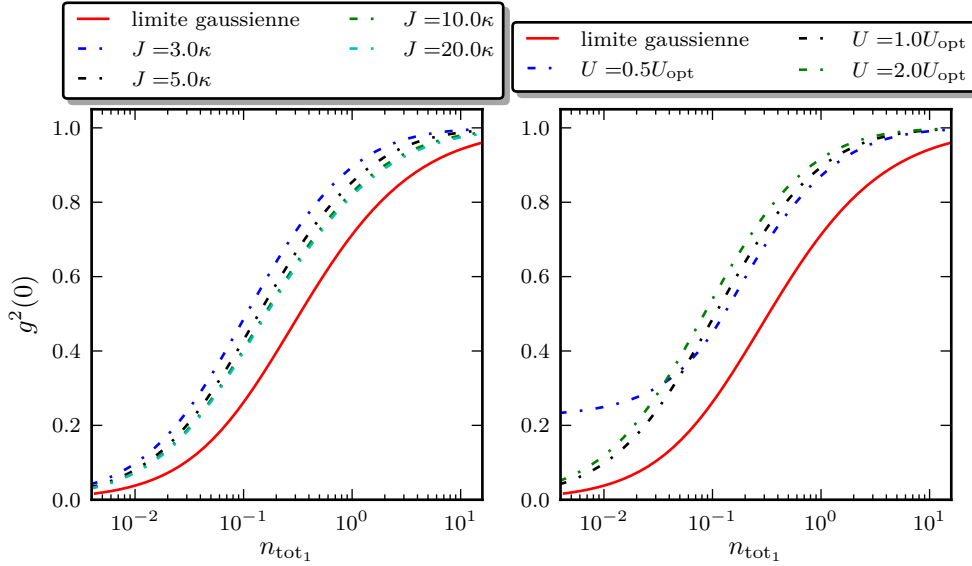 limite gaussienne
J =3.0κ
J =5.0κ
J =10.0κ
J =20.0κ
limite gaussienne
U =0.5U_opt
U =1.0U_opt
U =2.0U_opt
g²(0)
1.0
0.8
0.6
0.4
0.2
0.0
10⁻² 10⁻¹ 10⁰ 10¹
n_tot₁
1.0
0.8
0.6
0.4
0.2
0.0
10⁻² 10⁻¹ 10⁰ 10¹
n_tot₁